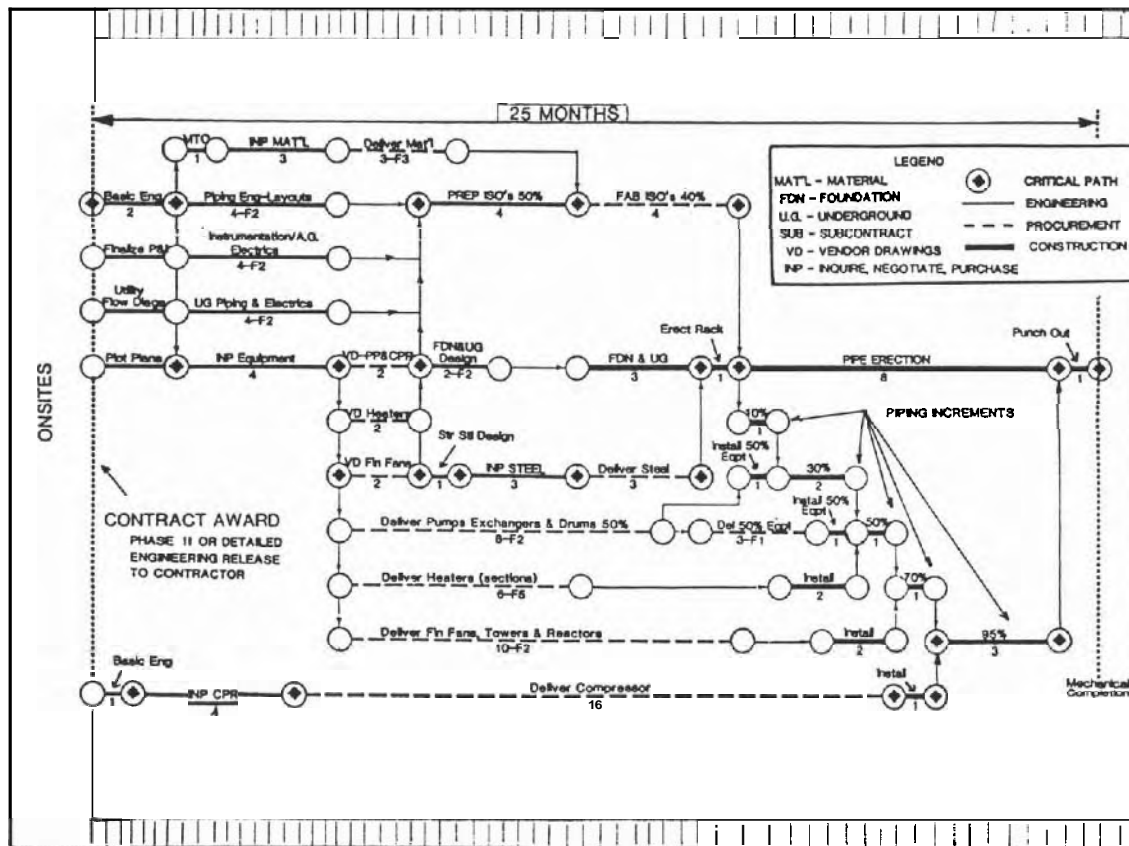 25 MONTHS
MTO
1
INP MAT'L
3
Deliver Mat'l
3-F3
LEGEND
MAT'L - MATERIAL
FDN - FOUNDATION
U.G. - UNDERGROUND
SUB - SUBCONTRACT
VD - VENDOR DRAWINGS
INP - INQUIRE, NEGOTIATE, PURCHASE
CRITICAL PATH
ENGINEERING
PROCUREMENT
CONSTRUCTION
Basic Eng
2
Piping Eng-Layouts
4-F2
PREP ISO's 50%
4
FAB ISO's 40%
4
Finalize P&I
Instrumentation/A.G.
Electrics
4-F2
Utility
Flow Diags
UG Piping & Electrics
4-F2
Erect Rack
Punch Out
Plot Plans
INP Equipment
4
VD-PP&CPR
2
FDN&UG
Design
2-F2
FDN & UG
3
1
PIPE ERECTION
8
1
ONSITES
VD Heaters
2
10%
1
PIPING INCREMENTS
Str Stl Design
VD Fin Fans
2
1
INP STEEL
3
Deliver Steel
3
Install 50%
Eqpt
1
30%
2
CONTRACT AWARD
PHASE II OR DETAILED
ENGINEERING RELEASE
TO CONTRACTOR
Deliver Pumps Exchangers & Drums 50%
8-F2
Del 50% Eqpt
3-F1
Install 50%
Eqpt
1
50%
1
Deliver Heaters (sections)
6-F5
Install
2
70%
1
Deliver Fin Fans, Towers & Reactors
10-F2
Install
2
95%
3
Basic Eng
1
INP CPR
4
Deliver Compressor
16
Install
1
Mechanical
Completion